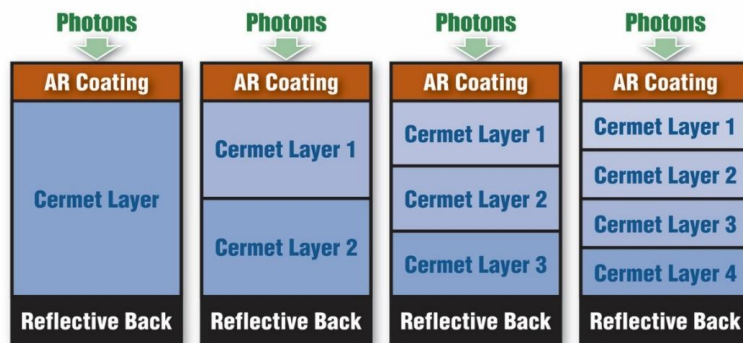 Photons
AR Coating
Cermet Layer
Reflective Back
Photons
AR Coating
Cermet Layer 1
Cermet Layer 2
Reflective Back
Photons
AR Coating
Cermet Layer 1
Cermet Layer 2
Cermet Layer 3
Reflective Back
Photons
AR Coating
Cermet Layer 1
Cermet Layer 2
Cermet Layer 3
Cermet Layer 4
Reflective Back